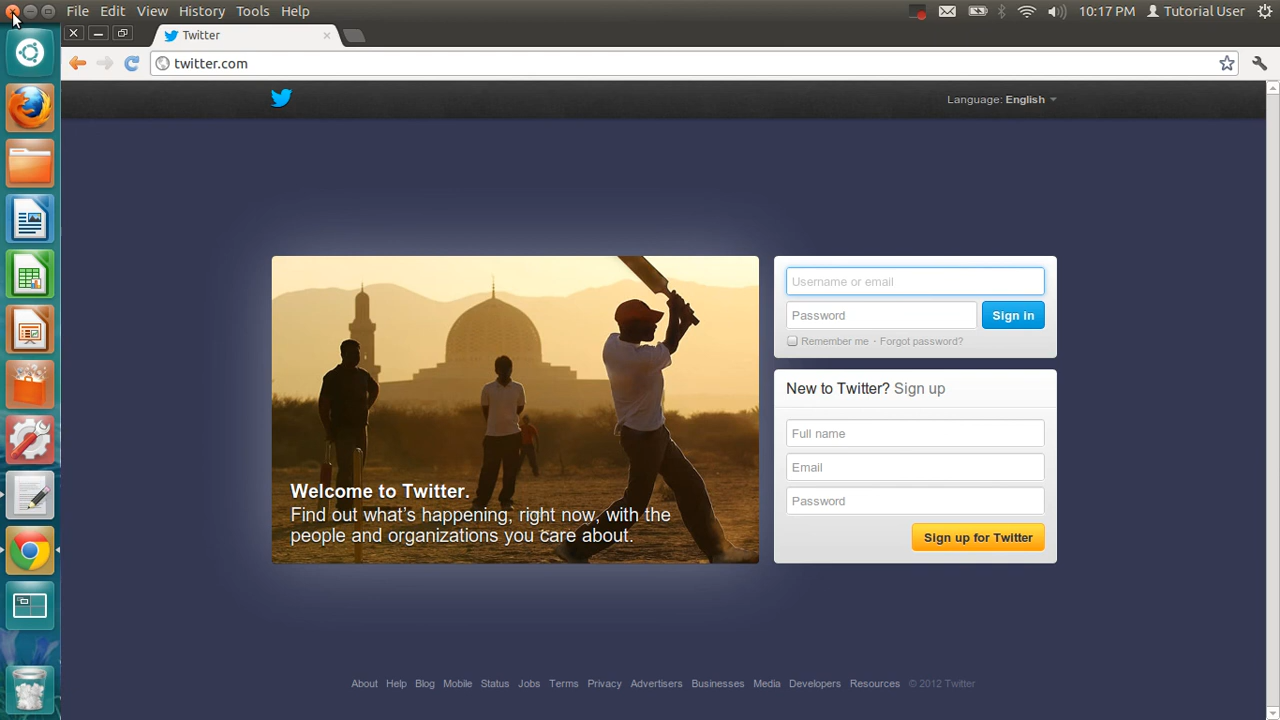 File Edit View History Tools Help
10:17 PM Tutorial User
Twitter
twitter.com
Language: English
Username or email
Password
Sign in
Remember me · Forgot password?
New to Twitter? Sign up
Full name
Email
Password
Sign up for Twitter
Welcome to Twitter.
Find out what’s happening, right now, with the
people and organizations you care about.
About Help Blog Mobile Status Jobs Terms Privacy Advertisers Businesses Media Developers Resources © 2012 Twitter